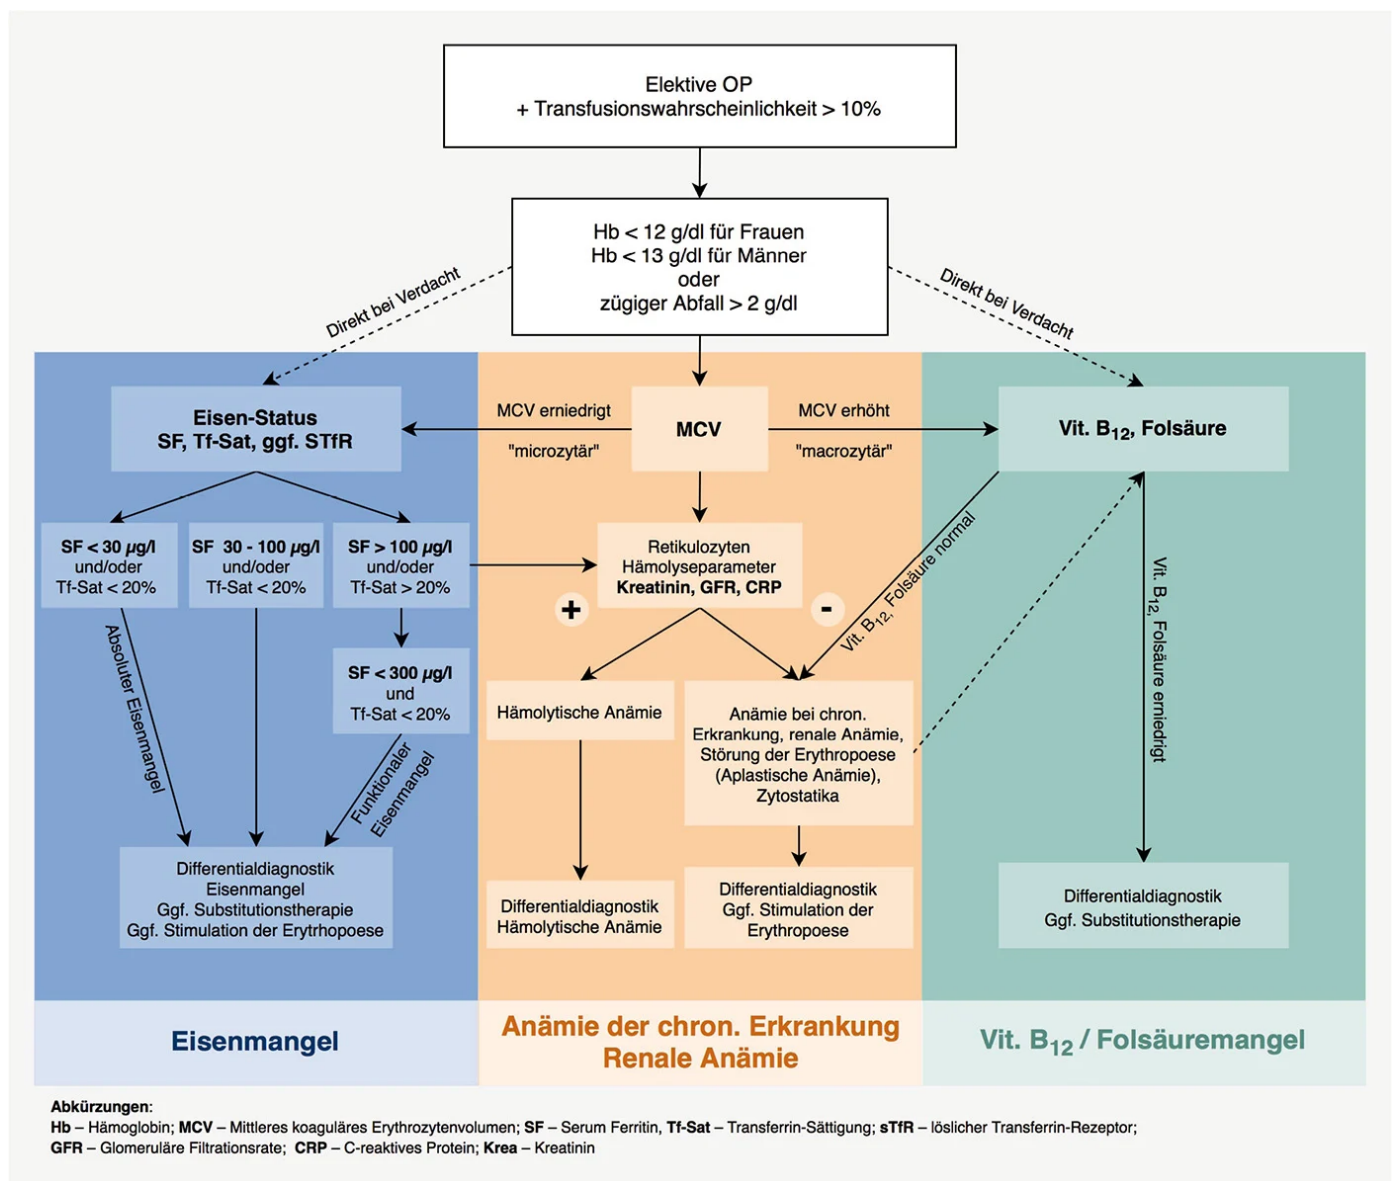 Elektive OP
+ Transfusionswahrscheinlichkeit > 10%
Hb < 12 g/dl für Frauen
Hb < 13 g/dl für Männer
oder
zügiger Abfall > 2 g/dl
Direkt bei Verdacht
Direkt bei Verdacht
Eisen-Status
SF, Tf-Sat, ggf. STfR
MCV erniedrigt
"microzytär"
MCV
MCV erhöht
"macrozytär"
Vit. B12, Folsäure
SF < 30 µg/l
und/oder
Tf-Sat < 20%
SF 30 - 100 µg/l
und/oder
Tf-Sat < 20%
SF > 100 µg/l
und/oder
Tf-Sat > 20%
Retikulozyten
Hämolyseparameter
Kreatinin, GFR, CRP
+
-
Vit. B12, Folsäure normal
Vit. B12, Folsäure erniedrigt
Absoluter Eisenmangel
SF < 300 µg/l
und
Tf-Sat < 20%
Funktionaler
Eisenmangel
Hämolytische Anämie
Anämie bei chron.
Erkrankung, renale Anämie,
Störung der Erythropoese
(Aplastische Anämie),
Zytostatika
Differentialdiagnostik
Eisenmangel
Ggf. Substitutionstherapie
Ggf. Stimulation der Erytrhopoese
Differentialdiagnostik
Hämolytische Anämie
Differentialdiagnostik
Ggf. Stimulation der
Erythropoese
Differentialdiagnostik
Ggf. Substitutionstherapie
Eisenmangel
Anämie der chron. Erkrankung
Renale Anämie
Vit. B12 / Folsäuremangel
Abkürzungen:
Hb – Hämoglobin; MCV – Mittleres koaguläres Erythrozytenvolumen; SF – Serum Ferritin, Tf-Sat – Transferrin-Sättigung; sTfR – löslicher Transferrin-Rezeptor;
GFR – Glomeruläre Filtrationsrate; CRP – C-reaktives Protein; Krea – Kreatinin